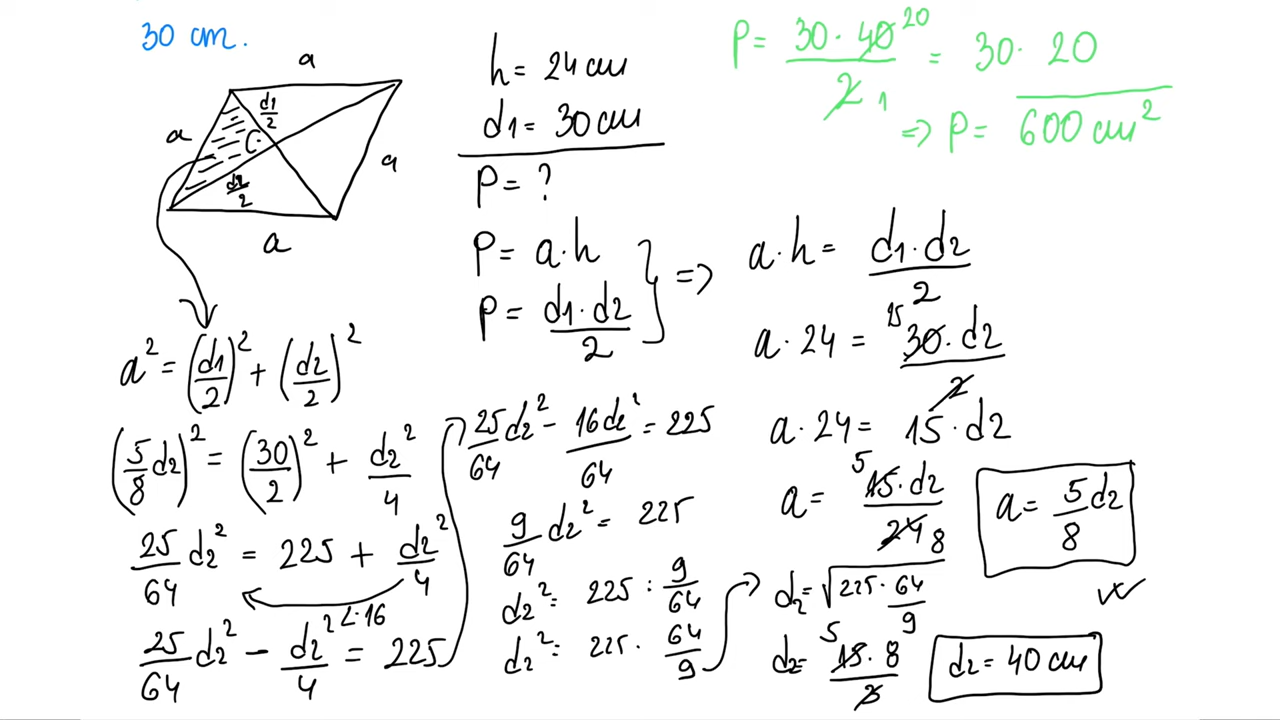 30 cm.
a
a
a
a
d1/2
d2/2
h = 24 cm
d1 = 30 cm
P = ?
P = a · h
P = d1 · d2 / 2
} =>
a · h = d1 · d2 / 2
a · 24 = 15 30 · d2 / 2
a · 24 = 15 · d2
a = 5 15 · d2 / 24 8
a = 5/8 d2
a² = (d1/2)² + (d2/2)²
(5/8 d2)² = (30/2)² + d2²/4
25/64 d2² = 225 + d2²/4
25/64 d2² - d2²/4 ∠·16 = 225
25/64 d2² - 16d2²/64 = 225
9/64 d2² = 225
d2² = 225 : 9/64
d2² = 225 · 64/9
d2 = √225 · 64/9
d2 = 5 15 · 8 / 3
d2 = 40 cm
P = 30 · 40 20 / 2 1 = 30 · 20
=> P = 600 cm²